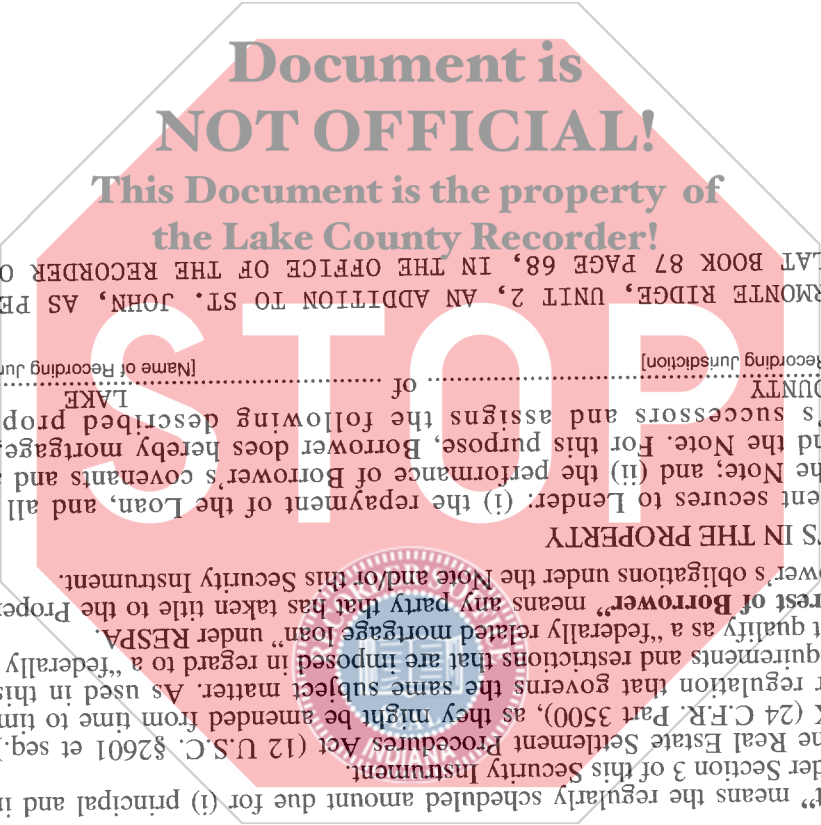 Document is
NOT OFFICIAL!
This Document is the property of
the Lake County Recorder!
STOP
RECORDER'S OFFICE
INDIANA
t" means the regularly scheduled amount due for (i) principal and in
der Section 3 of this Security Instrument.
he Real Estate Settlement Procedures Act (12 U.S.C. §2601 et seq.)
X (24 C.F.R. Part 3500), as they might be amended from time to tim
r regulation that governs the same subject matter. As used in this
quirements and restrictions that are imposed in regard to a "federally
t qualify as a "federally related mortgage loan" under RESPA.
rest of Borrower" means any party that has taken title to the Prope
ower's obligations under the Note and/or this Security Instrument.
TS IN THE PROPERTY
ent secures to Lender: (i) the repayment of the Loan, and all
he Note; and (ii) the performance of Borrower's covenants and a
nd the Note. For this purpose, Borrower does hereby mortgage,
's successors and assigns the following described prop
OUNTY of LAKE
Recording Jurisdiction] [Name of Recording Jur
RMONTE RIDGE, UNIT 2, AN ADDITION TO ST. JOHN, AS PE
LAT BOOK 87 PAGE 68, IN THE OFFICE OF THE RECORDER O